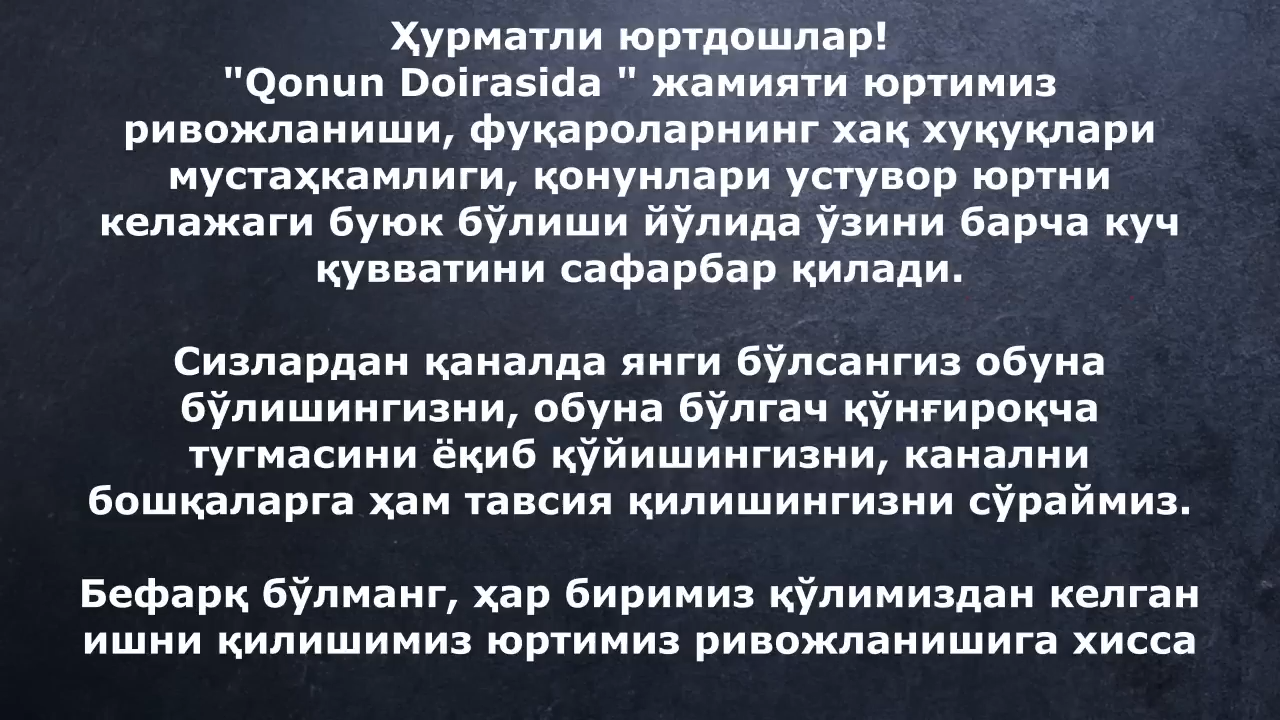 Ҳурматли юртдошлар!
"Qonun Doirasida " жамияти юртимиз
ривожланиши, фуқароларнинг хақ хуқуқлари
мустаҳкамлиги, қонунлари устувор юртни
келажаги буюк бўлиши йўлида ўзини барча куч
қувватини сафарбар қилади.
Сизлардан қаналда янги бўлсангиз обуна
бўлишингизни, обуна бўлгач қўнғироқча
тугмасини ёқиб қўйишингизни, канални
бошқаларга ҳам тавсия қилишингизни сўраймиз.
Бефарқ бўлманг, ҳар биримиз қўлимиздан келган
ишни қилишимиз юртимиз ривожланишига хисса